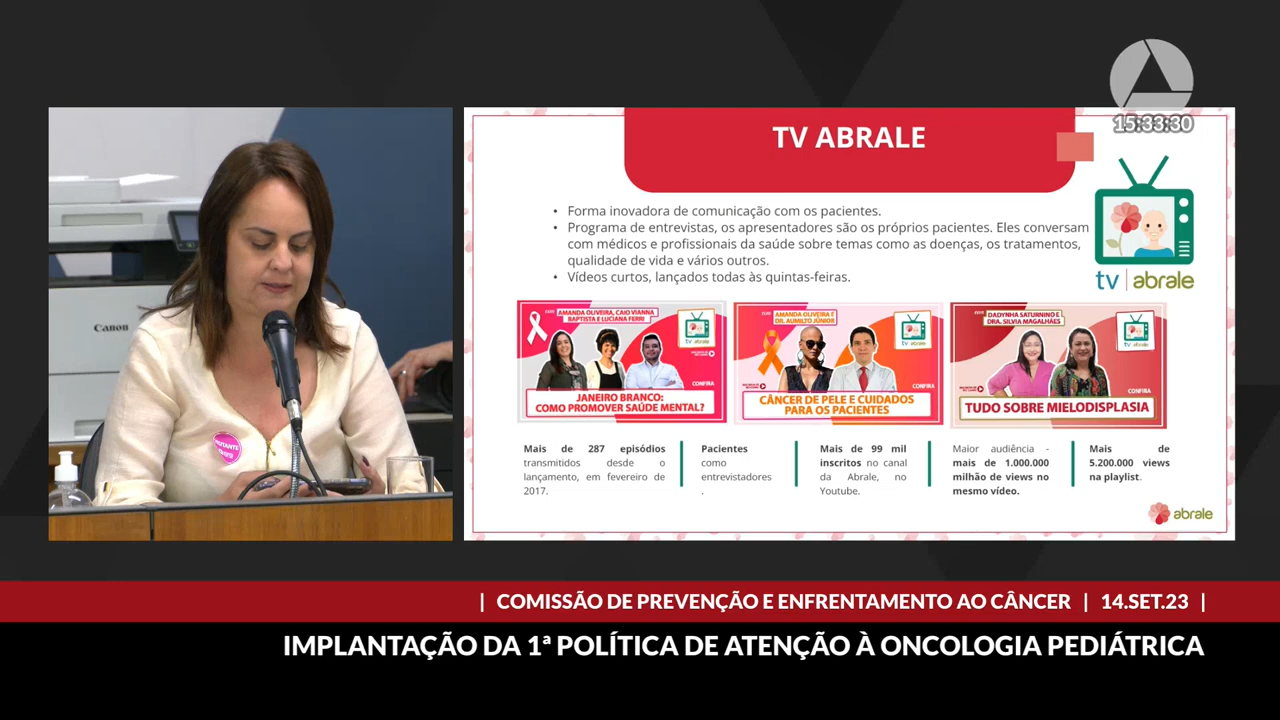 15:33:30
TV ABRALE
• Forma inovadora de comunicação com os pacientes.
• Programa de entrevistas, os apresentadores são os próprios pacientes. Eles conversam
com médicos e profissionais da saúde sobre temas como as doenças, os tratamentos,
qualidade de vida e vários outros.
• Vídeos curtos, lançados todas às quintas-feiras.
tv | abrale
AMANDA OLIVEIRA, CAIO VIANNA
BAPTISTA E LUCIANA FERRI
tv abrale
CONFIRA
JANEIRO BRANCO:
COMO PROMOVER SAÚDE MENTAL?
AMANDA OLIVEIRA E
DR. AUMILTO JÚNIOR
tv abrale
CONFIRA
CÂNCER DE PELE E CUIDADOS
PARA OS PACIENTES
DADYNHA SATURNINO E
DRA. SILVIA MAGALHÃES
tv abrale
CONFIRA
TUDO SOBRE MIELODISPLASIA
Mais de 287 episódios
transmitidos desde o
lançamento, em fevereiro de
2017.
Pacientes
como
entrevistadores
.
Mais de 99 mil
inscritos no canal
da Abrale, no
Youtube.
Maior audiência -
mais de 1.000.000
milhão de views no
mesmo vídeo.
Mais de
5.200.000 views
na playlist.
abrale
Canon
| COMISSÃO DE PREVENÇÃO E ENFRENTAMENTO AO CÂNCER | 14.SET.23 |
IMPLANTAÇÃO DA 1ª POLÍTICA DE ATENÇÃO À ONCOLOGIA PEDIÁTRICA